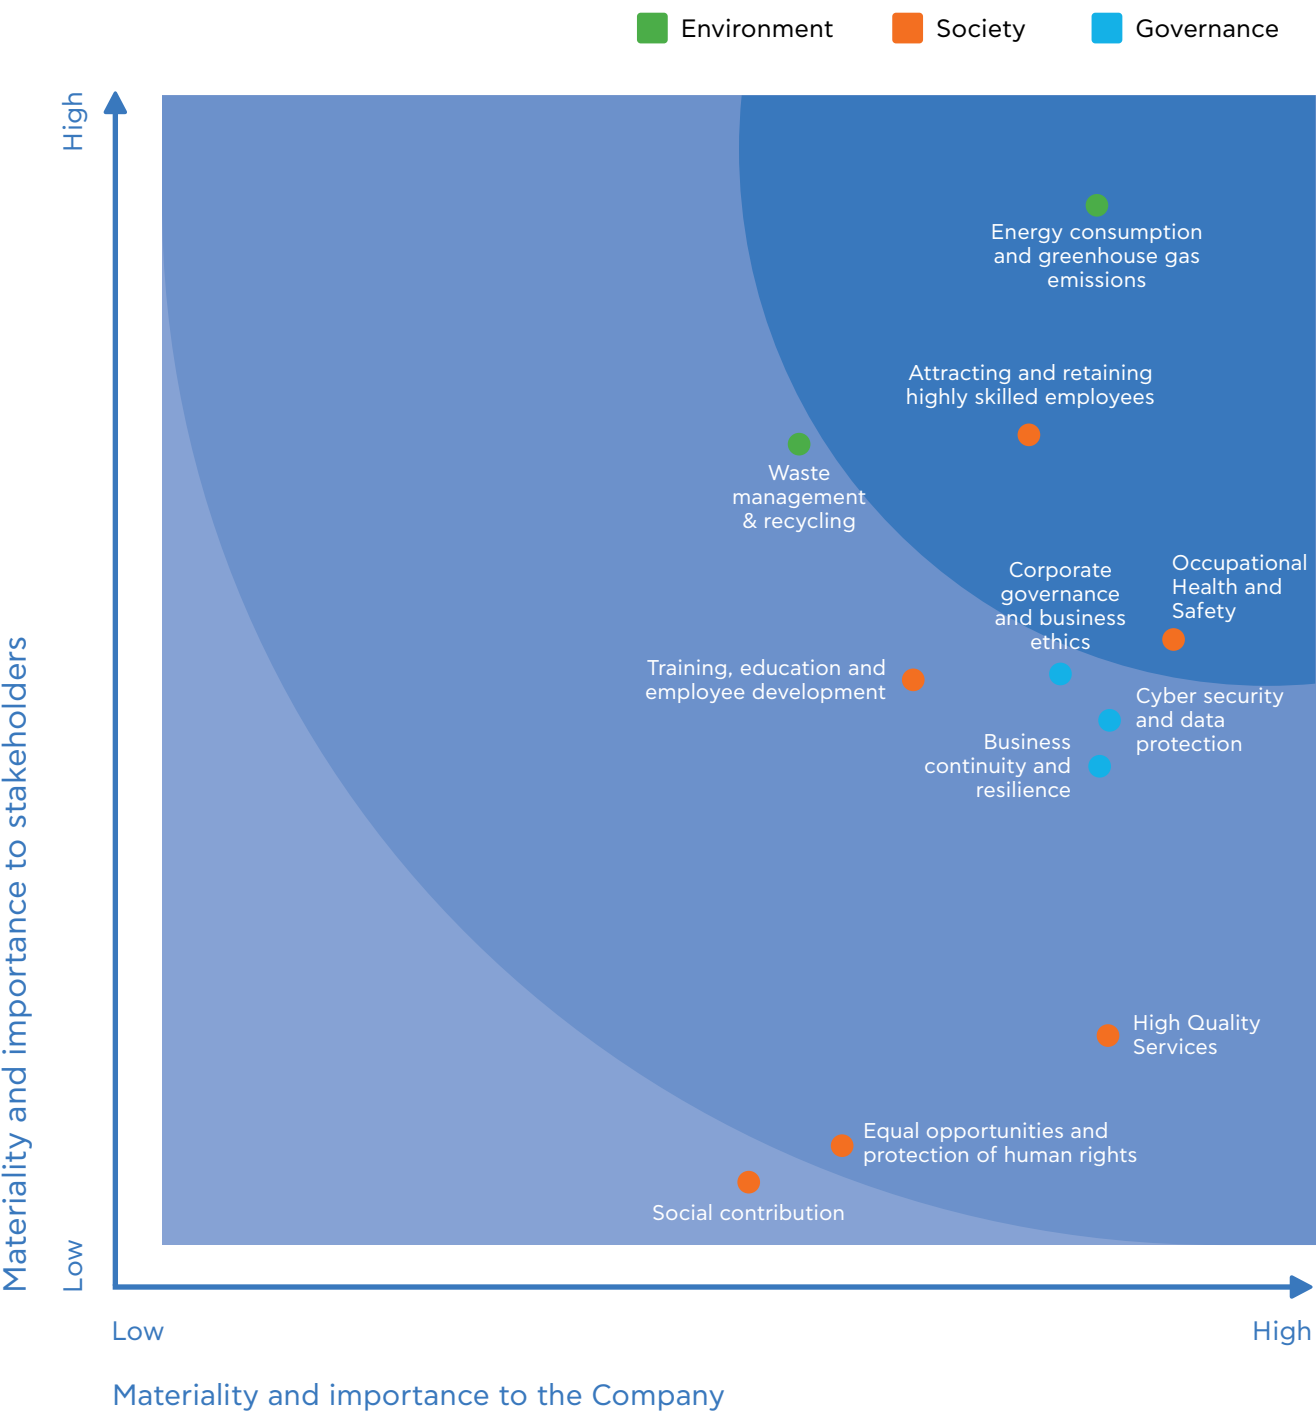 Environment
Society
Governance
High
Materiality and importance to stakeholders
Low
Energy consumption
and greenhouse gas
emissions
Attracting and retaining
highly skilled employees
Waste
management
& recycling
Corporate
governance
and business
ethics
Occupational
Health and
Safety
Training, education and
employee development
Cyber security
and data
protection
Business
continuity and
resilience
High Quality
Services
Equal opportunities and
protection of human rights
Social contribution
Low
High
Materiality and importance to the Company